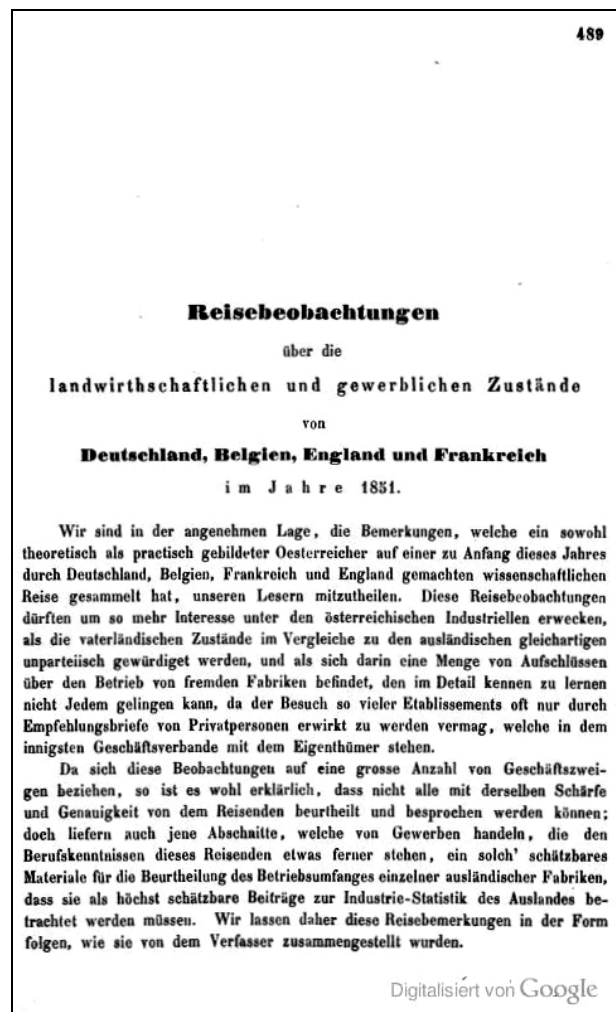 489
Reisebeobachtungen
über die
landwirthschaftlichen und gewerblichen Zustände
von
Deutschland, Belgien, England und Frankreich
im Jahre 1851.
Wir sind in der angenehmen Lage, die Bemerkungen, welche ein sowohl
theoretisch als practisch gebildeter Oesterreicher auf einer zu Anfang dieses Jahres
durch Deutschland, Belgien, Frankreich und England gemachten wissenschaftlichen
Reise gesammelt hat, unseren Lesern mitzutheilen. Diese Reisebeobachtungen
dürften um so mehr Interesse unter den österreichischen Industriellen erwecken,
als die vaterländischen Zustände im Vergleiche zu den ausländischen gleichartigen
unparteiisch gewürdiget werden, und als sich darin eine Menge von Aufschlüssen
über den Betrieb von fremden Fabriken befindet, den im Detail kennen zu lernen
nicht Jedem gelingen kann, da der Besuch so vieler Etablissements oft nur durch
Empfehlungsbriefe von Privatpersonen erwirkt zu werden vermag, welche in dem
innigsten Geschäftsverbande mit dem Eigenthümer stehen.
Da sich diese Beobachtungen auf eine grosse Anzahl von Geschäftszwei-
gen beziehen, so ist es wohl erklärlich, dass nicht alle mit derselben Schärfe
und Genauigkeit von dem Reisenden beurtheilt und besprochen werden können;
doch liefern auch jene Abschnitte, welche von Gewerben handeln, die den
Berufskenntnissen dieses Reisenden etwas ferner stehen, ein solch' schätzbares
Materiale für die Beurtheilung des Betriebsumfanges einzelner ausländischer Fabriken,
dass sie als höchst schätzbare Beiträge zur Industrie-Statistik des Auslandes be-
trachtet werden müssen. Wir lassen daher diese Reisebemerkungen in der Form
folgen, wie sie von dem Verfasser zusammengestellt wurden.
Digitalisiert von Google